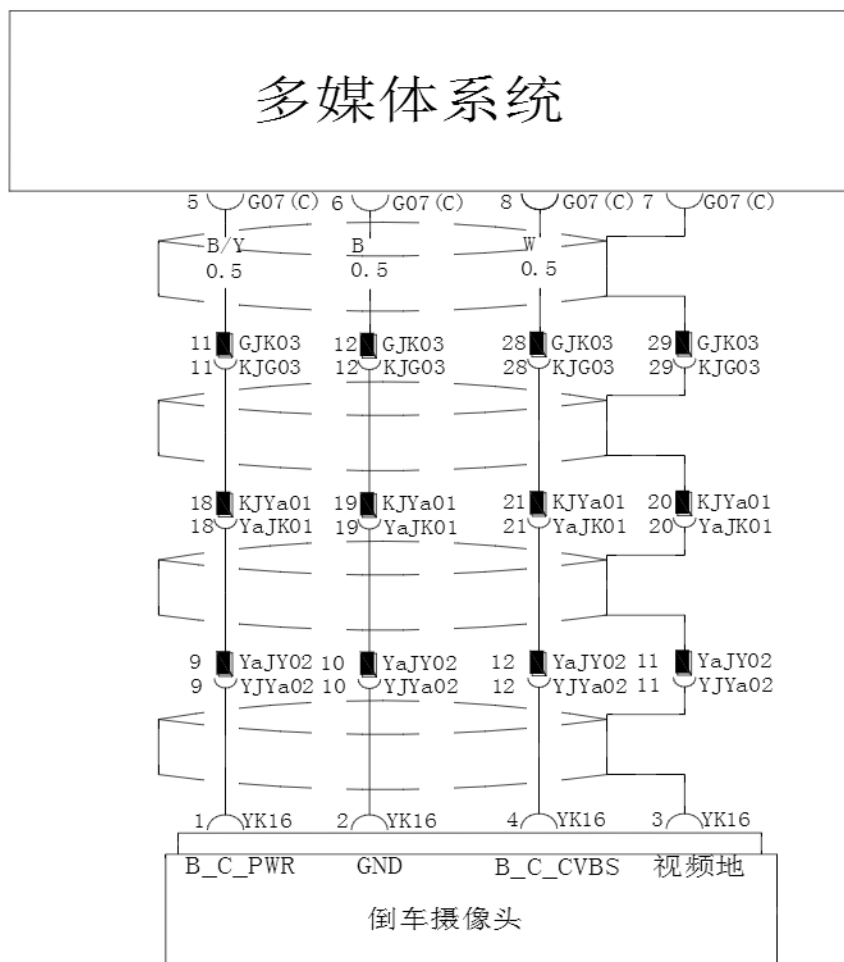 多媒体系统
5 G07(C) 6 G07(C) 8 G07(C) 7 G07(C)
B/Y B W
0.5 0.5 0.5
11 GJK03 12 GJK03 28 GJK03 29 GJK03
11 KJG03 12 KJG03 28 KJG03 29 KJG03
18 KJYa01 19 KJYa01 21 KJYa01 20 KJYa01
18 YaJK01 19 YaJK01 21 YaJK01 20 YaJK01
9 YaJY02 10 YaJY02 12 YaJY02 11 YaJY02
9 YJYa02 10 YJYa02 12 YJYa02 11 YJYa02
1 YK16 2 YK16 4 YK16 3 YK16
B_C_PWR GND B_C_CVBS 视频地
倒车摄像头